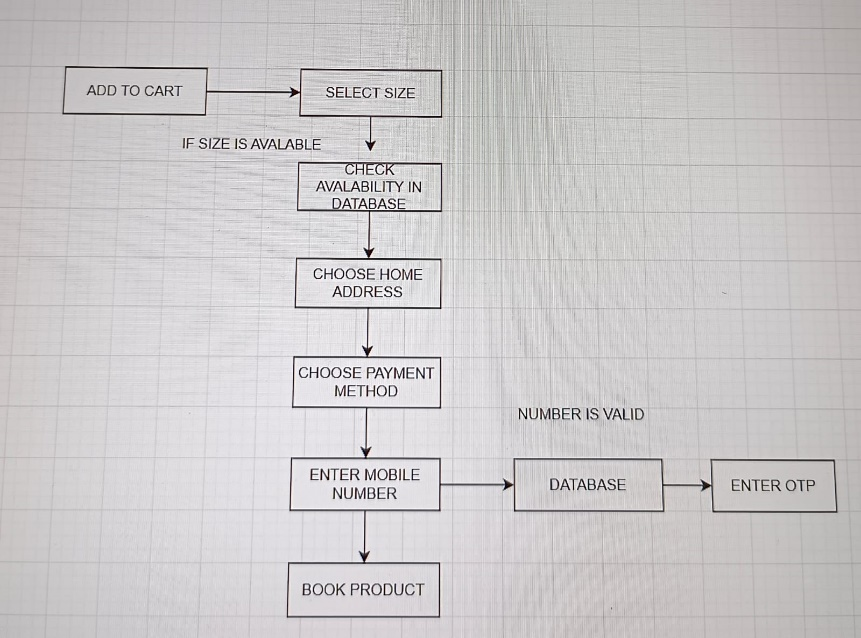 ADD TO CART
SELECT SIZE
IF SIZE IS AVALABLE
CHECK
AVALABILITY IN
DATABASE
CHOOSE HOME
ADDRESS
CHOOSE PAYMENT
METHOD
NUMBER IS VALID
ENTER MOBILE
NUMBER
DATABASE
ENTER OTP
BOOK PRODUCT